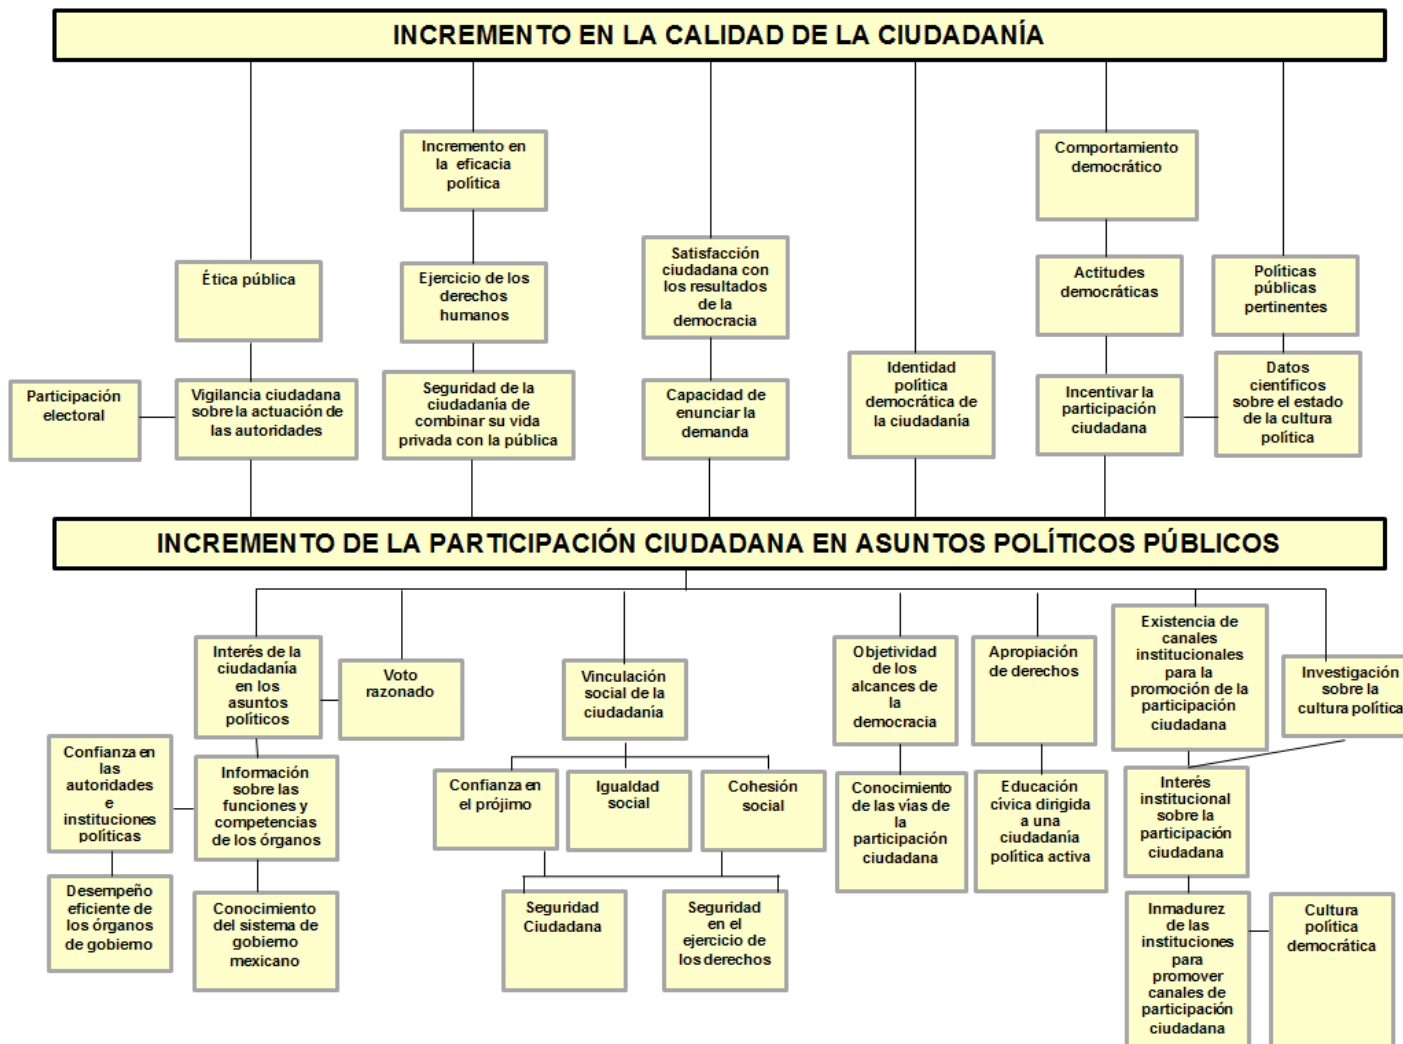 INCREMENTO EN LA CALIDAD DE LA CIUDADANÍA
Incremento en
la eficacia
política
Comportamiento
democrático
Ética pública
Ejercicio de los
derechos
humanos
Satisfacción
ciudadana con
los resultados
de la
democracia
Actitudes
democráticas
Políticas
públicas
pertinentes
Participación
electoral
Vigilancia ciudadana
sobre la actuación de
las autoridades
Seguridad de la
ciudadanía de
combinar su vida
privada con la pública
Capacidad de
enunciar la
demanda
Identidad
política
democrática de
la ciudadanía
Incentivar la
participación
ciudadana
Datos
científicos
sobre el estado
de la cultura
política
INCREMENTO DE LA PARTICIPACIÓN CIUDADANA EN ASUNTOS POLÍTICOS PÚBLICOS
Interés de la
ciudadanía
en los
asuntos
políticos
Voto
razonado
Vinculación
social de la
ciudadanía
Objetividad
de los
alcances de
la
democracia
Apropiación
de derechos
Existencia de
canales
institucionales
para la
promoción de la
participación
ciudadana
Investigación
sobre la
cultura política
Confianza en
las
autoridades
e
instituciones
políticas
Información
sobre las
funciones y
competencias
de los órganos
Confianza en
el prójimo
Igualdad
social
Cohesión
social
Conocimiento
de las vías de
la
participación
ciudadana
Educación
cívica dirigida
a una
ciudadanía
política activa
Interés
institucional
sobre la
participación
ciudadana
Desempeño
eficiente de
los órganos
de gobierno
Conocimiento
del sistema de
gobierno
mexicano
Seguridad
Ciudadana
Seguridad
en el
ejercicio de
los derechos
Inmadurez
de las
instituciones
para
promover
canales de
participación
ciudadana
Cultura
política
democrática